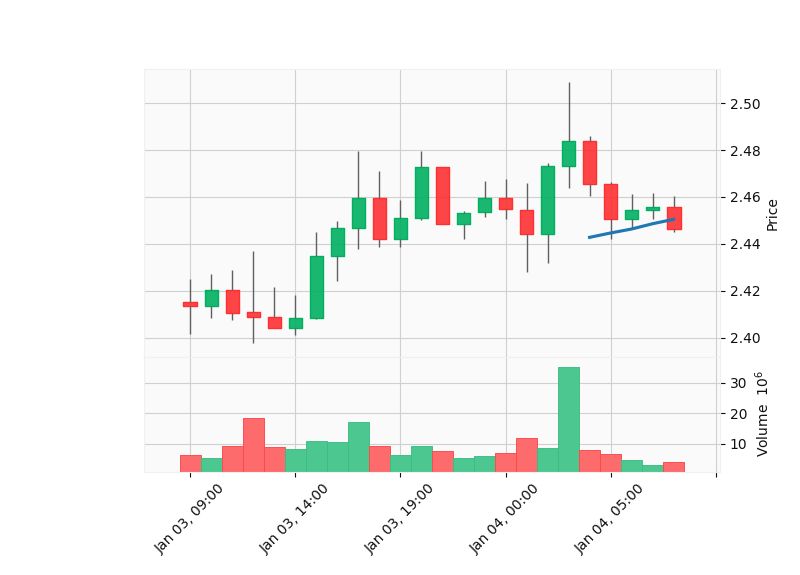 2.50
2.48
2.46
2.44
2.42
2.40
Price
30
20
10
Volume 10^6
Jan 03, 09:00
Jan 03, 14:00
Jan 03, 19:00
Jan 04, 00:00
Jan 04, 05:00